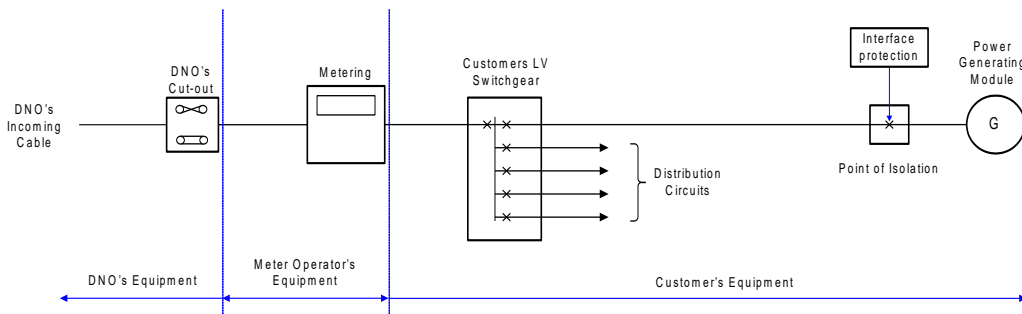 DNO's
Incoming
Cable
DNO's
Cut-out
Metering
Customers LV
Switchgear
Distribution
Circuits
Interface
protection
Point of Isolation
Power
Generating
Module
G
DNO's Equipment
Meter Operator's
Equipment
Customer's Equipment